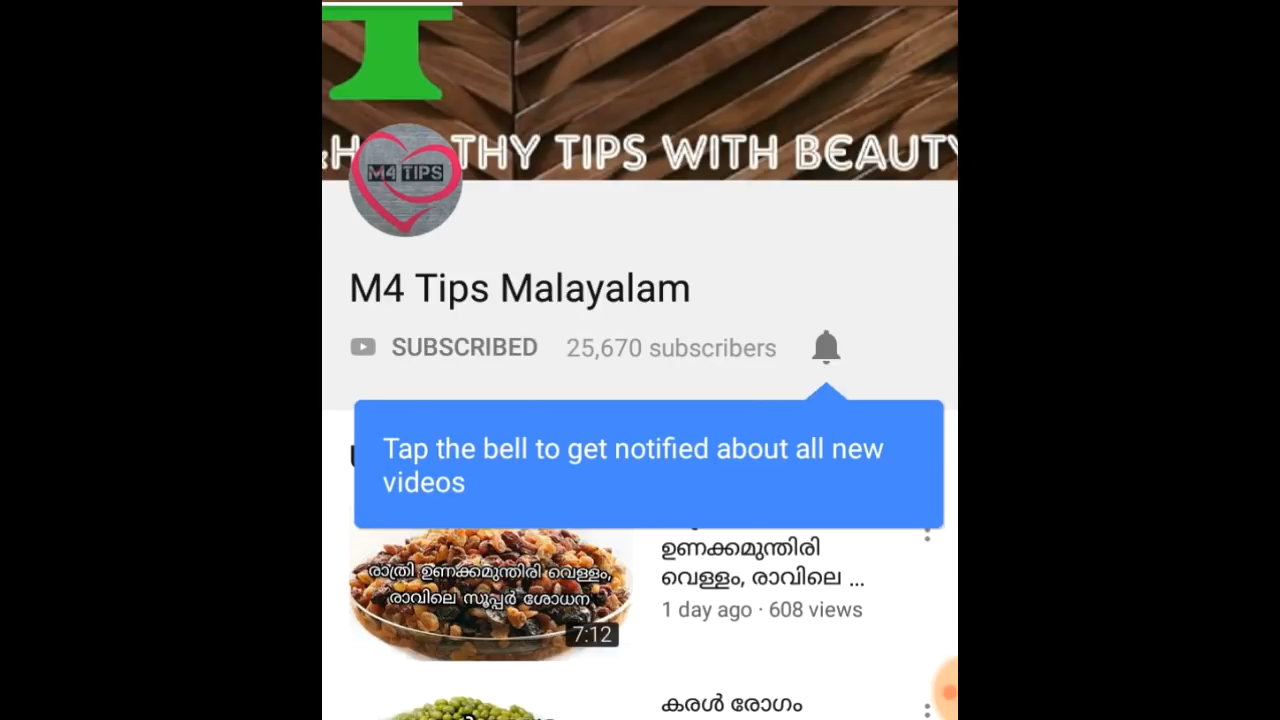 THY TIPS WITH BEAUTY
M4 TIPS
M4 Tips Malayalam
SUBSCRIBED 25,670 subscribers
Tap the bell to get notified about all new
videos
ഉണക്കമുന്തിരി
വെള്ളം, രാവിലെ ...
1 day ago · 608 views
രാത്രി ഉണക്കമുന്തിരി വെള്ളം,
രാവിലെ സൂപ്പർ ശോധന
7:12
കരൾ രോഗം